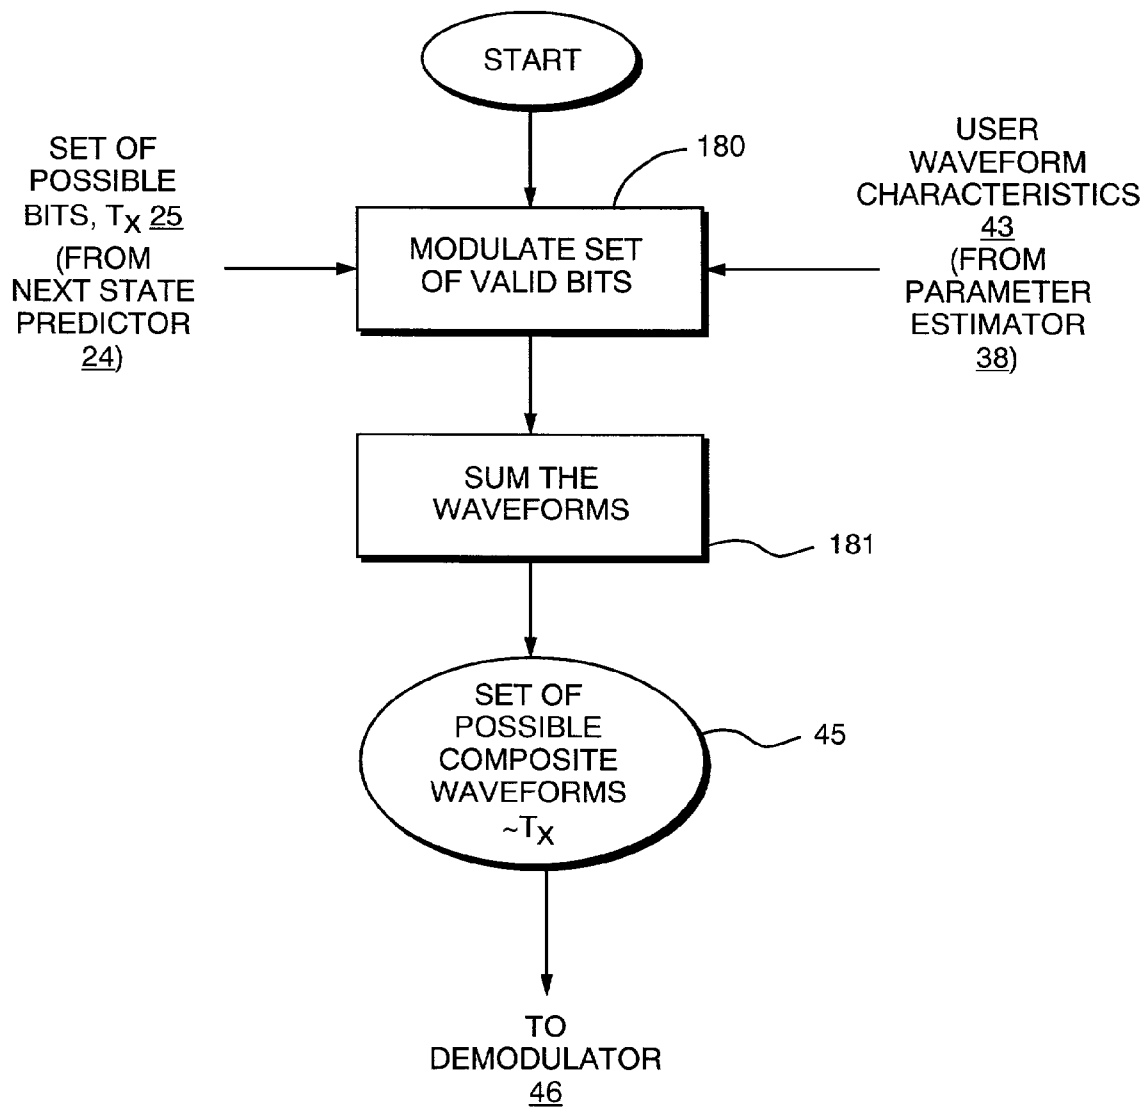 START
SET OF
POSSIBLE
BITS, TX 25
(FROM
NEXT STATE
PREDICTOR
24)
180
MODULATE SET
OF VALID BITS
USER
WAVEFORM
CHARACTERISTICS
43
(FROM
PARAMETER
ESTIMATOR
38)
SUM THE
WAVEFORMS
181
SET OF
POSSIBLE
COMPOSITE
WAVEFORMS
~TX
45
TO
DEMODULATOR
46